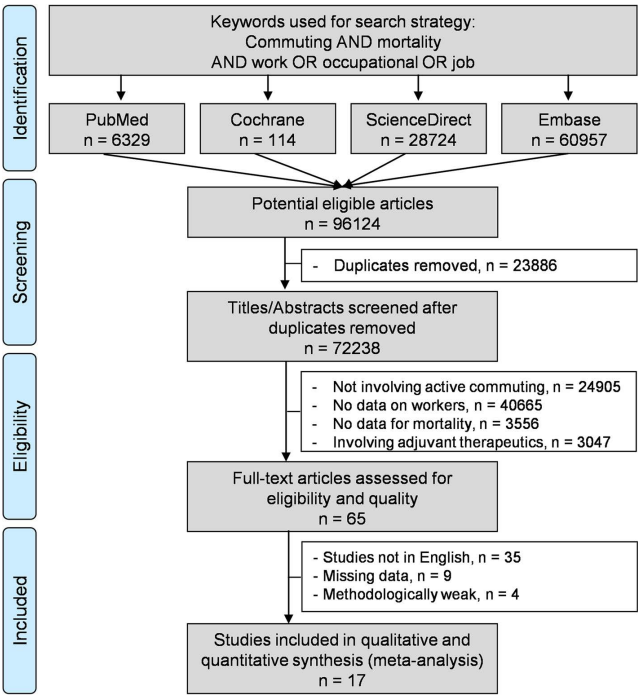 Identification
Keywords used for search strategy:
Commuting AND mortality
AND work OR occupational OR job
PubMed
n = 6329
Cochrane
n = 114
ScienceDirect
n = 28724
Embase
n = 60957
Screening
Potential eligible articles
n = 96124
- Duplicates removed, n = 23886
Titles/Abstracts screened after
duplicates removed
n = 72238
Eligibility
- Not involving active commuting, n = 24905
- No data on workers, n = 40665
- No data for mortality, n = 3556
- Involving adjuvant therapeutics, n = 3047
Full-text articles assessed for
eligibility and quality
n = 65
Included
- Studies not in English, n = 35
- Missing data, n = 9
- Methodologically weak, n = 4
Studies included in qualitative and
quantitative synthesis (meta-analysis)
n = 17